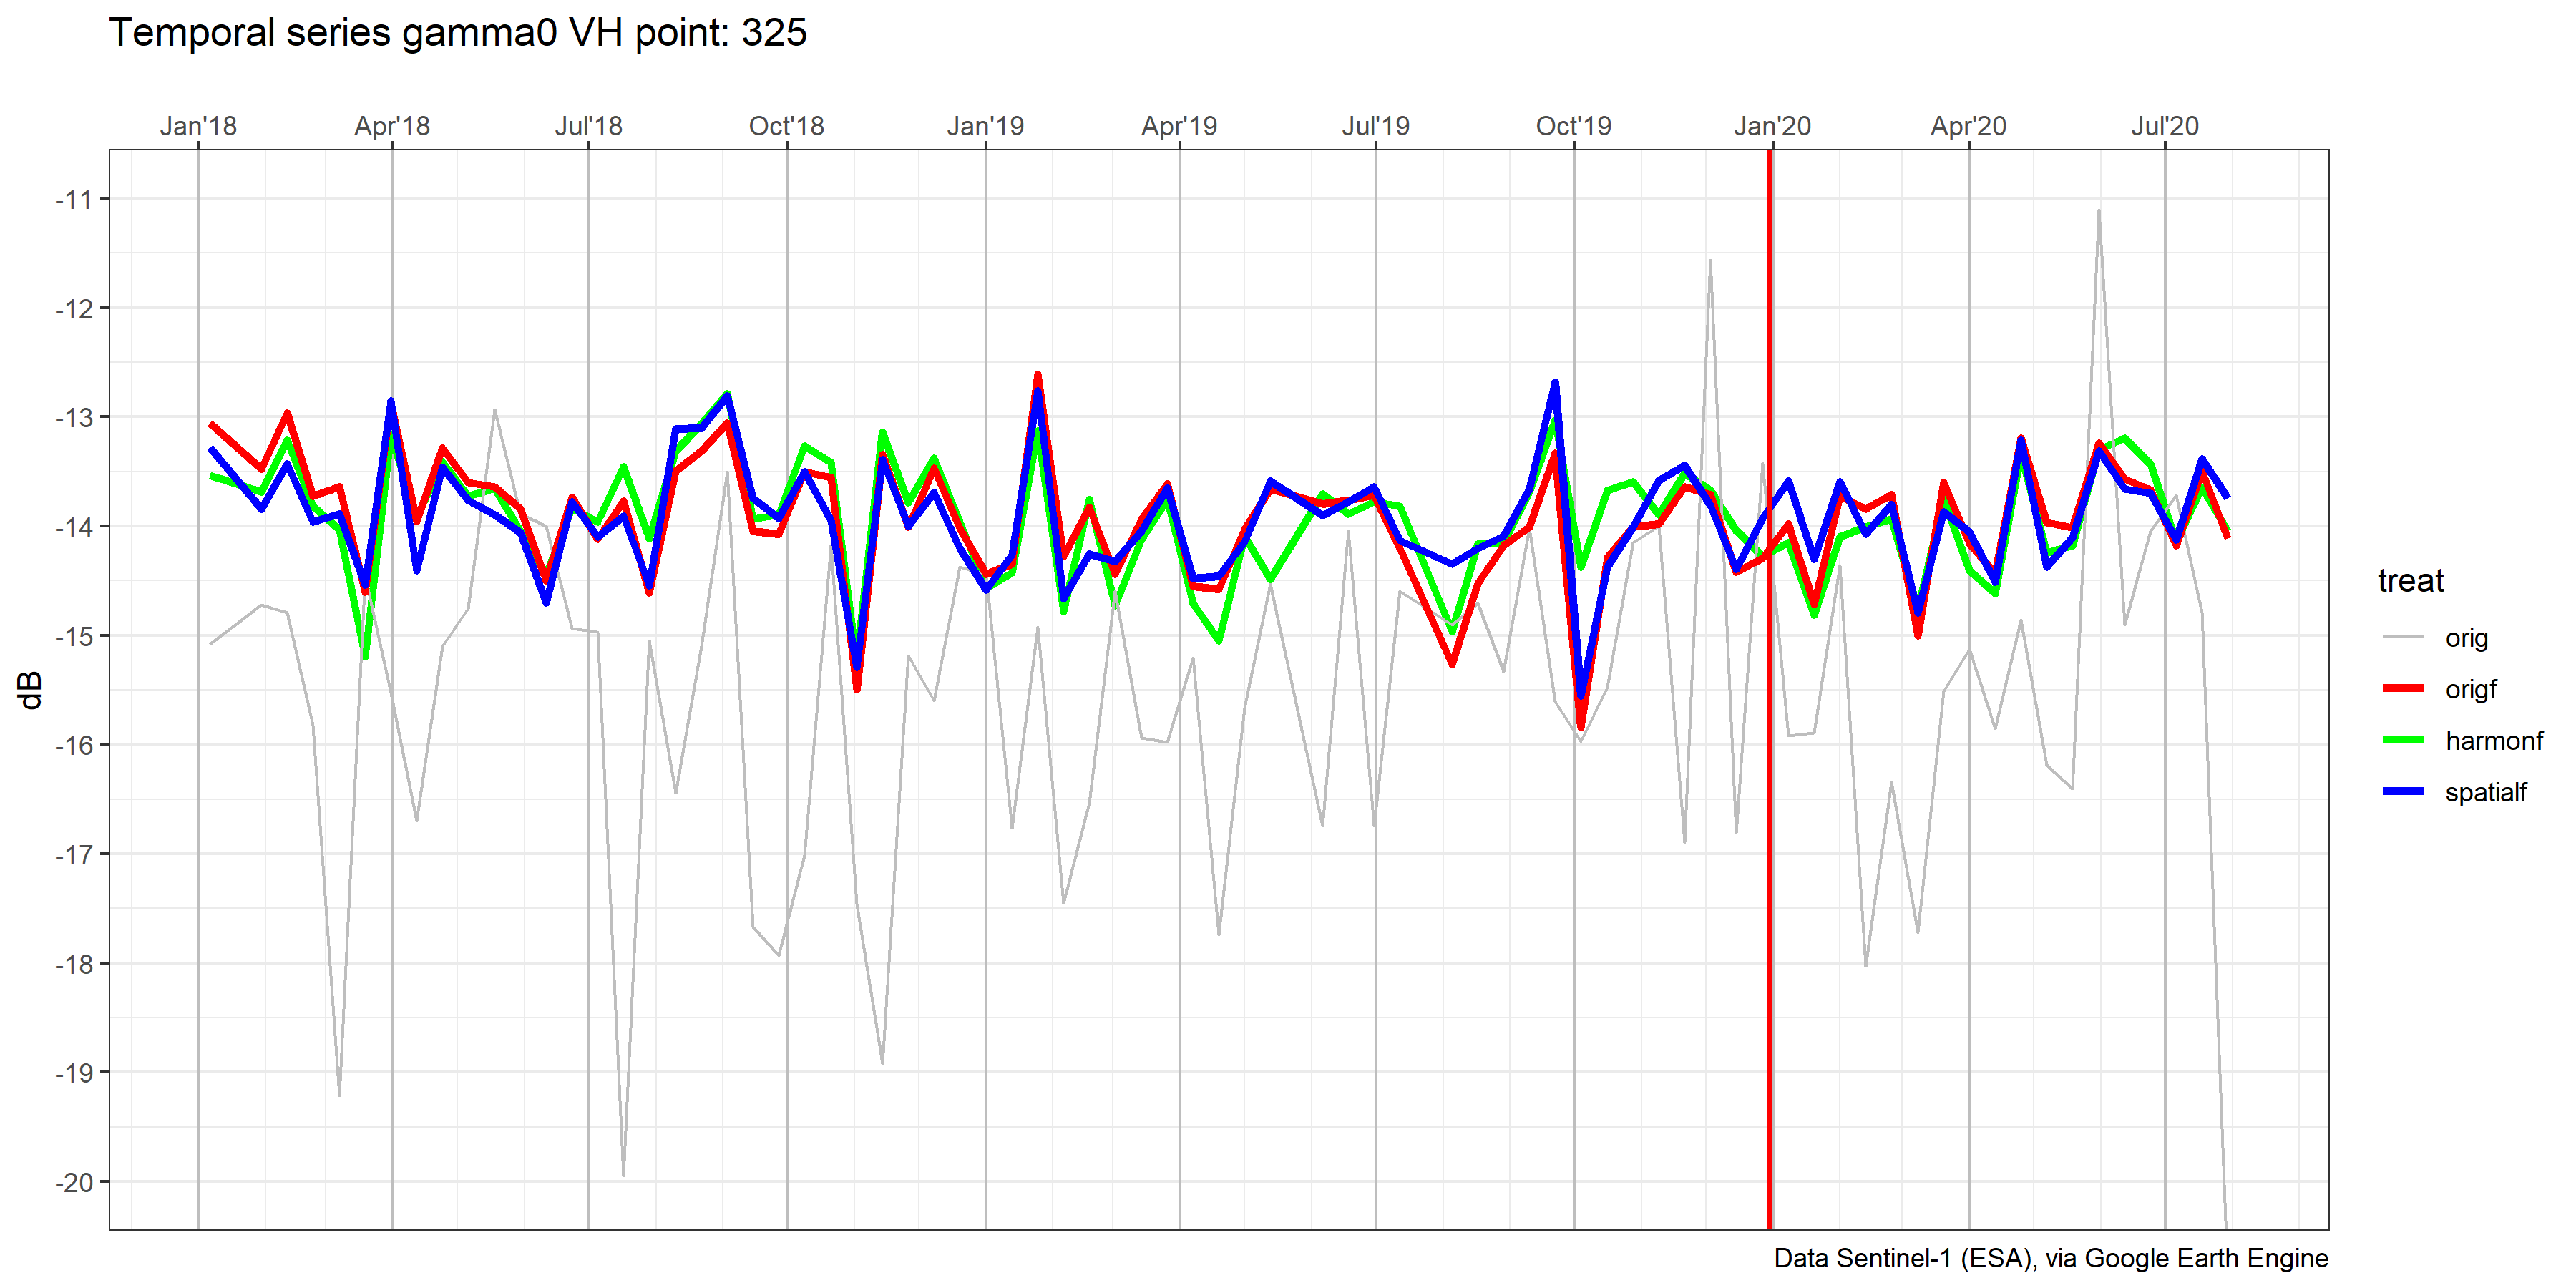 Temporal series gamma0 VH point: 325
Jan'18 Apr'18 Jul'18 Oct'18 Jan'19 Apr'19 Jul'19 Oct'19 Jan'20 Apr'20 Jul'20
-11
-12
-13
-14
-15
-16
-17
-18
-19
-20
dB
treat
orig
origf
harmonf
spatialf
Data Sentinel-1 (ESA), via Google Earth Engine